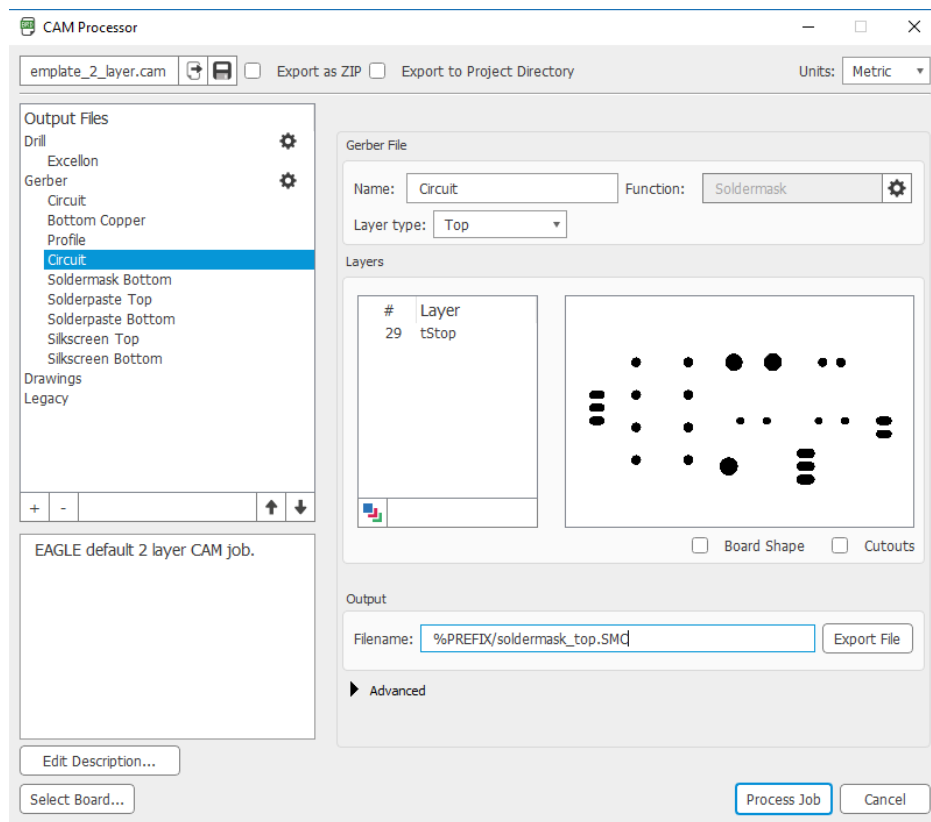 CAM Processor
emplate_2_layer.cam
Export as ZIP
Export to Project Directory
Units: Metric
Output Files
Drill
Excellon
Gerber
Circuit
Bottom Copper
Profile
Circuit
Soldermask Bottom
Solderpaste Top
Solderpaste Bottom
Silkscreen Top
Silkscreen Bottom
Drawings
Legacy
+ -
EAGLE default 2 layer CAM job.
Edit Description...
Select Board...
Gerber File
Name: Circuit Function: Soldermask
Layer type: Top
Layers
# Layer
29 tStop
Board Shape Cutouts
Output
Filename: %PREFIX/soldermask_top.SMC Export File
Advanced
Process Job Cancel